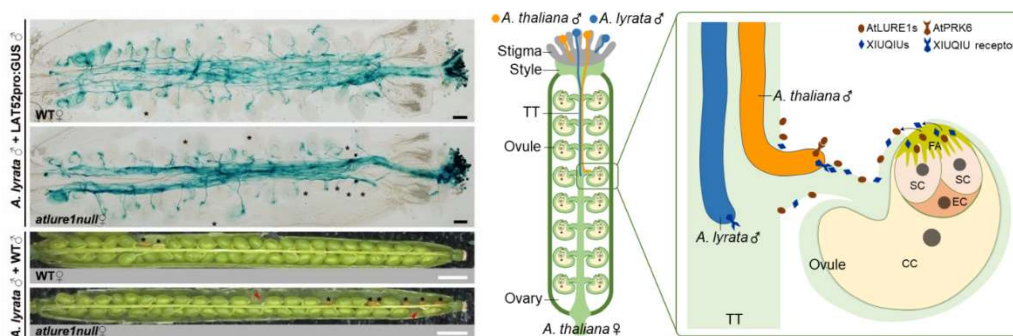 A. lyrata♂ + LAT52pro:GUS♂
WT♀
atlure1null♀
A. lyrata♂ + WT♂
WT♀
atlure1null♀
A. thaliana♂
A. lyrata♂
Stigma
Style
TT
Ovule
Ovary
A. thaliana♀
AtLURE1s
AtPRK6
XIUQIUs
XIUQIU recepto
A. thaliana♂
A. lyrata♂
FA
SC
SC
EC
CC
Ovule
TT